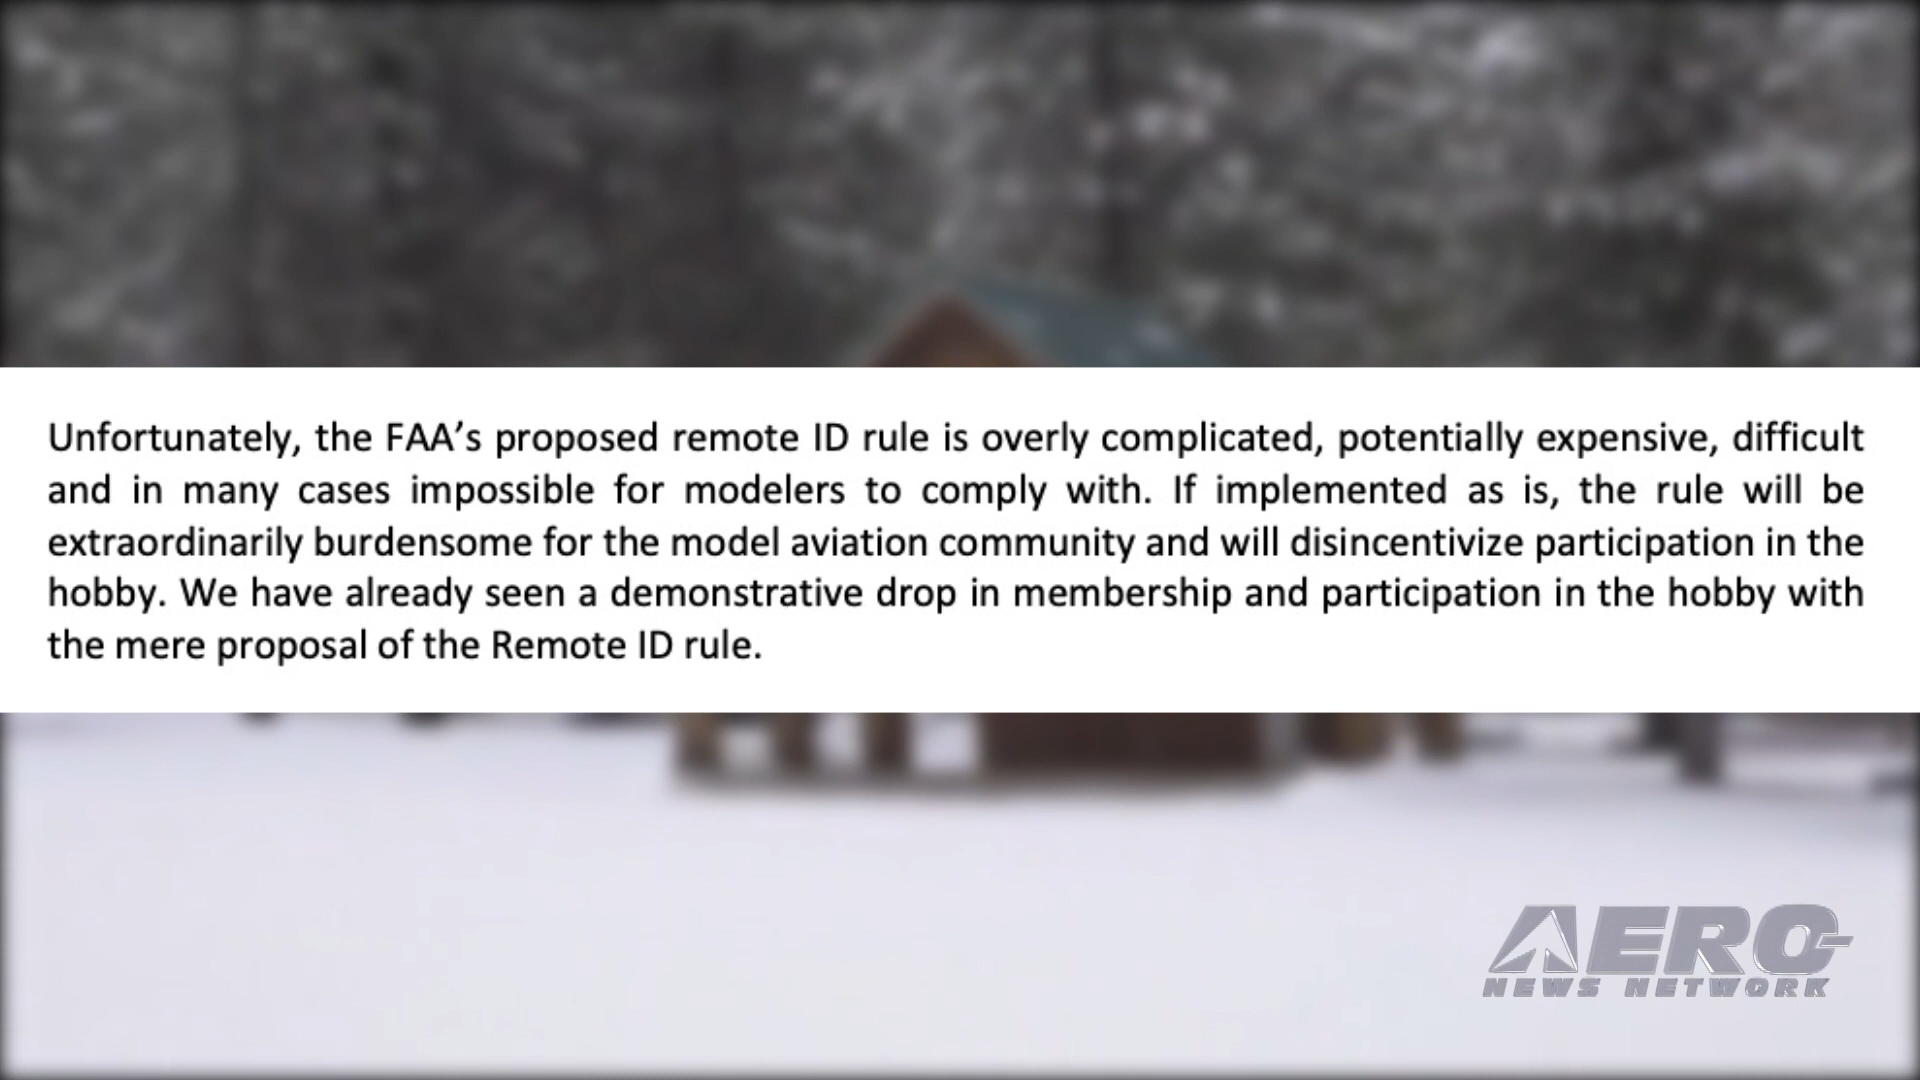 Unfortunately, the FAA’s proposed remote ID rule is overly complicated, potentially expensive, difficult
and in many cases impossible for modelers to comply with. If implemented as is, the rule will be
extraordinarily burdensome for the model aviation community and will disincentivize participation in the
hobby. We have already seen a demonstrative drop in membership and participation in the hobby with
the mere proposal of the Remote ID rule.
AERO
NEWS NETWORK